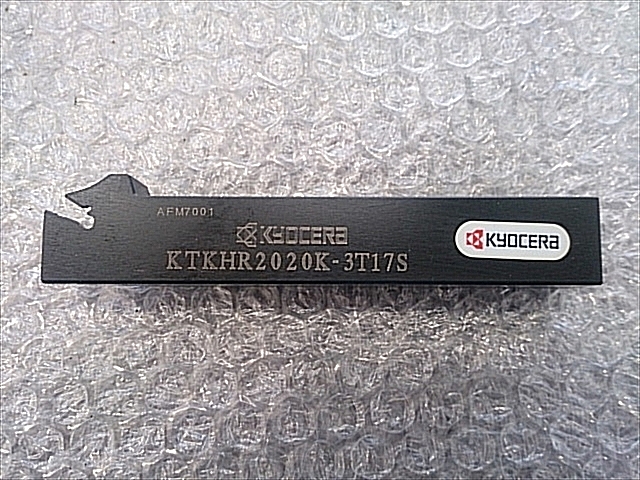 AFM7001
KYOCERA
KTKHR2020K-3T17S
KYOCERA